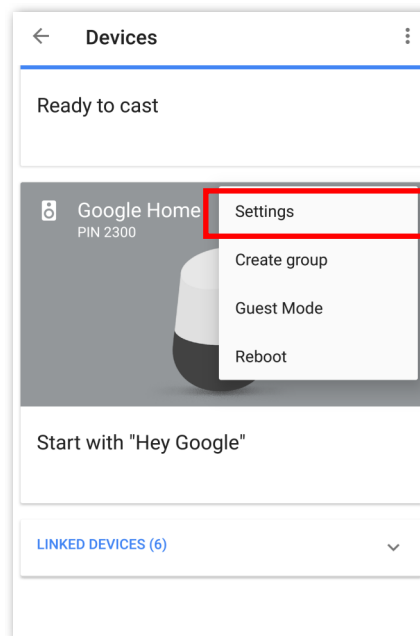 Devices
Ready to cast
Google Home
PIN 2300
Settings
Create group
Guest Mode
Reboot
Start with "Hey Google"
LINKED DEVICES (6)